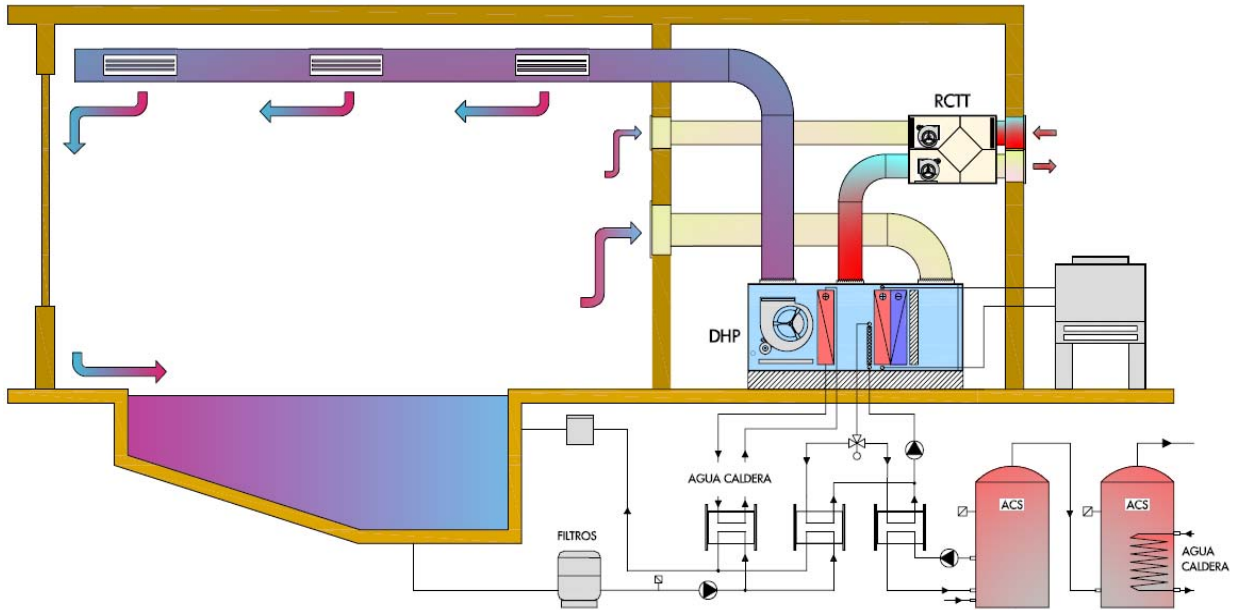 RCTT
DHP
AGUA CALDERA
ACS
ACS
FILTROS
AGUA
CALDERA